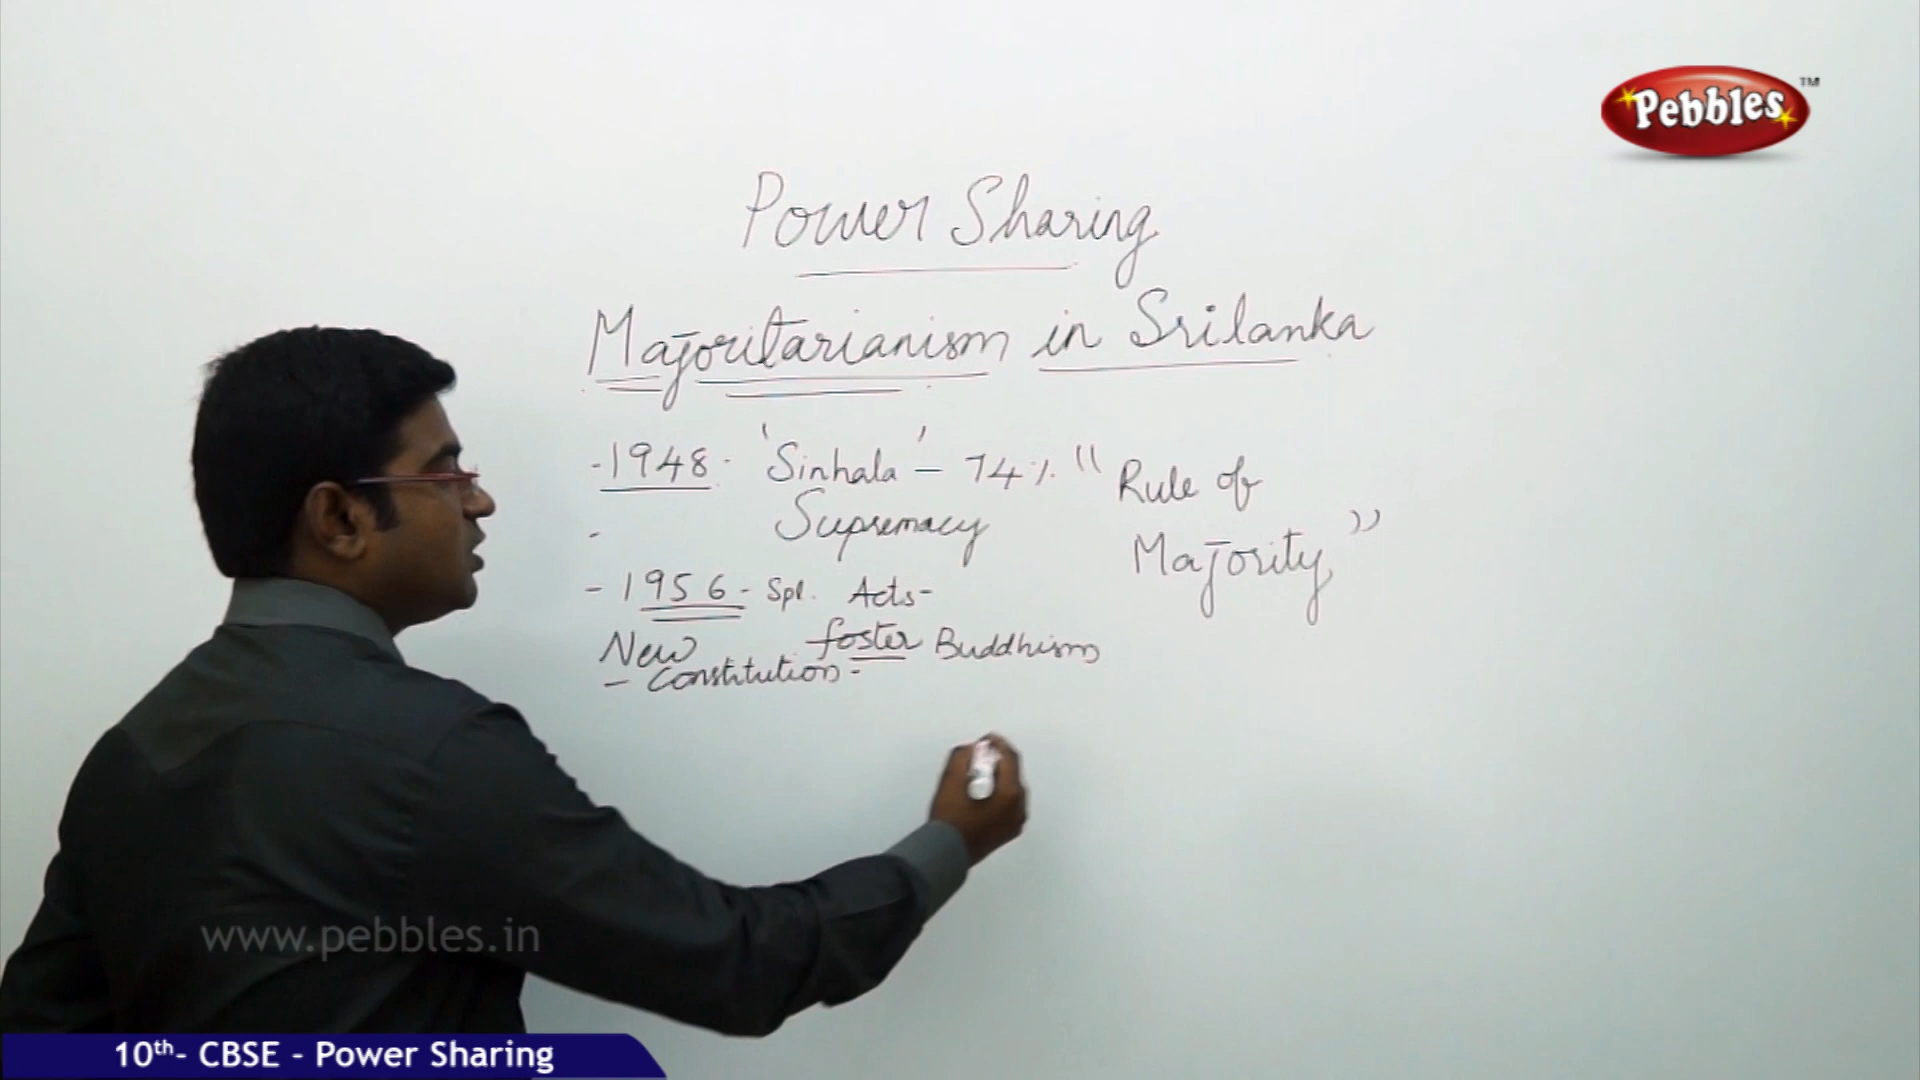 Pebbles TM
Power Sharing
Majoritarianism in Srilanka
- 1948 - 'Sinhala' - 74% "Rule of
Supremacy
Majority"
-
- 1956 - Spl. Acts -
New foster Buddhism
- Constitution -
www.pebbles.in
10th- CBSE - Power Sharing